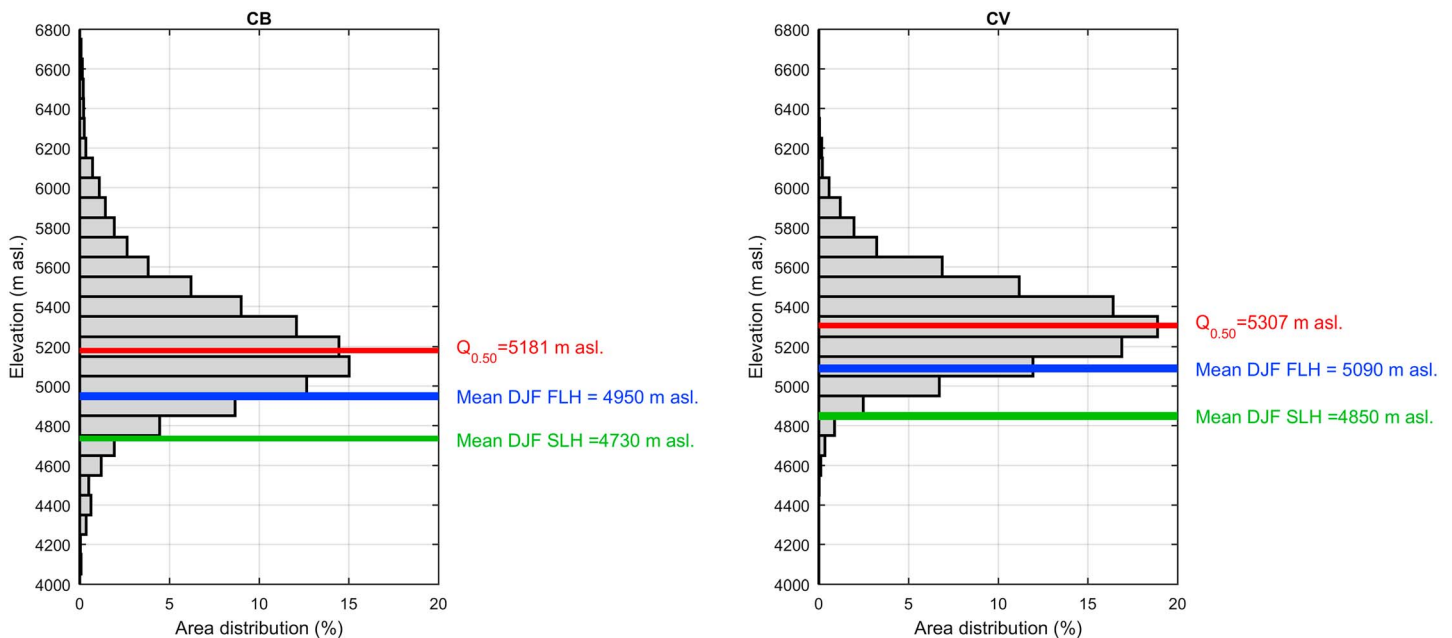 CB
6800
6600
6400
6200
6000
5800
5600
5400
5200
5000
4800
4600
4400
4200
4000
Elevation (m asl.)
0 5 10 15 20
Area distribution (%)
Q0.50=5181 m asl.
Mean DJF FLH = 4950 m asl.
Mean DJF SLH =4730 m asl.
CV
6800
6600
6400
6200
6000
5800
5600
5400
5200
5000
4800
4600
4400
4200
4000
Elevation (m asl.)
0 5 10 15 20
Area distribution (%)
Q0.50=5307 m asl.
Mean DJF FLH = 5090 m asl.
Mean DJF SLH = 4850 m asl.